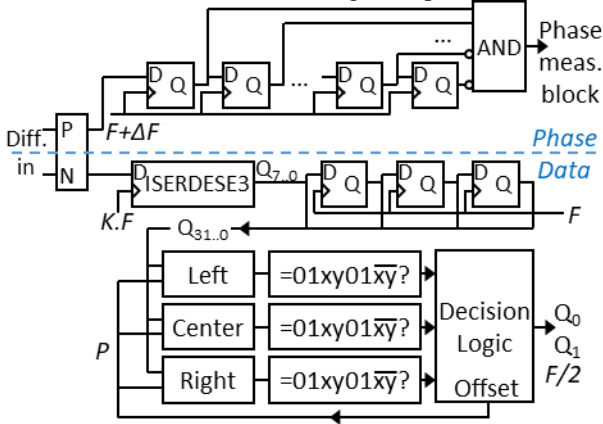 Phase
meas.
block
AND
...
D Q D Q ... D Q D Q
Diff.
in
P
N
F+ΔF
Phase
Data
D
ISERDESE3
Q₇..₀
D Q D Q D Q
K.F
F
Q₃₁..₀
Left
=01xy01x̅y̅?
Center
=01xy01x̅y̅?
Right
=01xy01x̅y̅?
P
Decision
Logic
Offset
Q₀
Q₁
F/2